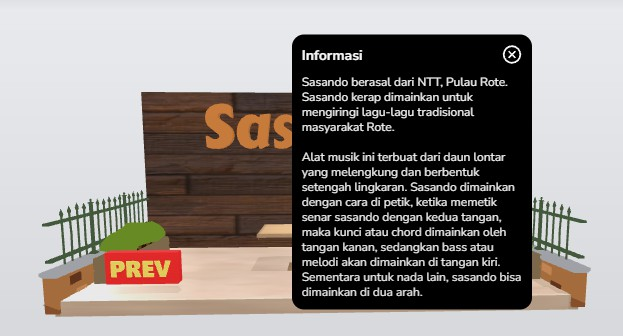 Informasi
Sas
Sasando berasal dari NTT, Pulau Rote.
Sasando kerap dimainkan untuk
mengiringi lagu-lagu tradisional
masyarakat Rote.
Alat musik ini terbuat dari daun lontar
yang melengkung dan berbentuk
setengah lingkaran. Sasando dimainkan
dengan cara di petik, ketika memetik
senar sasando dengan kedua tangan,
maka kunci atau chord dimainkan oleh
tangan kanan, sedangkan bass atau
melodi akan dimainkan di tangan kiri.
Sementara untuk nada lain, sasando bisa
dimainkan di dua arah.
PREV